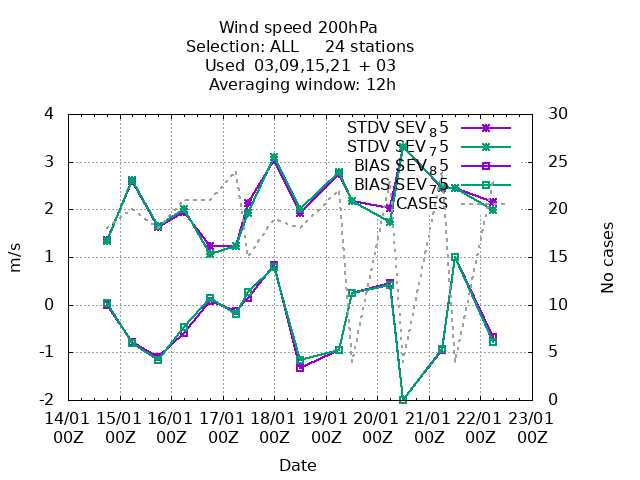 Wind speed 200hPa
Selection: ALL 24 stations
Used 03,09,15,21 + 03
Averaging window: 12h
4
3
2
1
0
-1
-2
m/s
30
25
20
15
10
5
0
No cases
STDV SEV_8 5
STDV SEV_7 5
BIAS SEV_8 5
BIAS SEV_7 5
CASES
14/01 15/01 16/01 17/01 18/01 19/01 20/01 21/01 22/01 23/01
00Z 00Z 00Z 00Z 00Z 00Z 00Z 00Z 00Z 00Z
Date